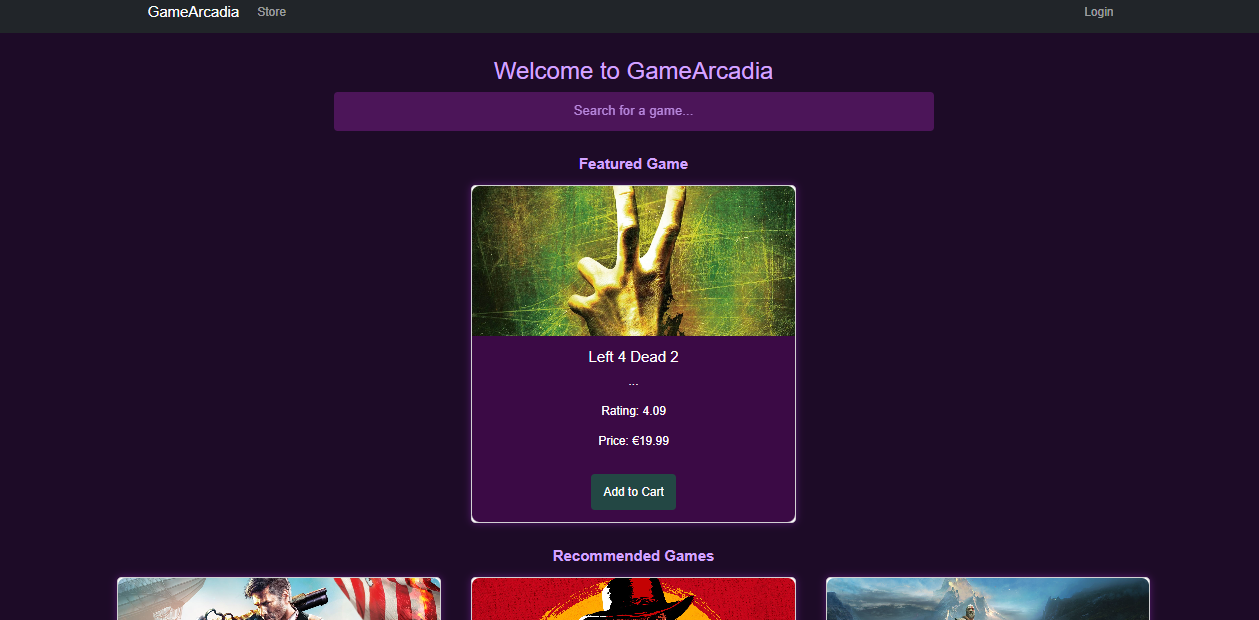 GameArcadia Store Login
Welcome to GameArcadia
Search for a game...
Featured Game
Left 4 Dead 2
...
Rating: 4.09
Price: €19.99
Add to Cart
Recommended Games